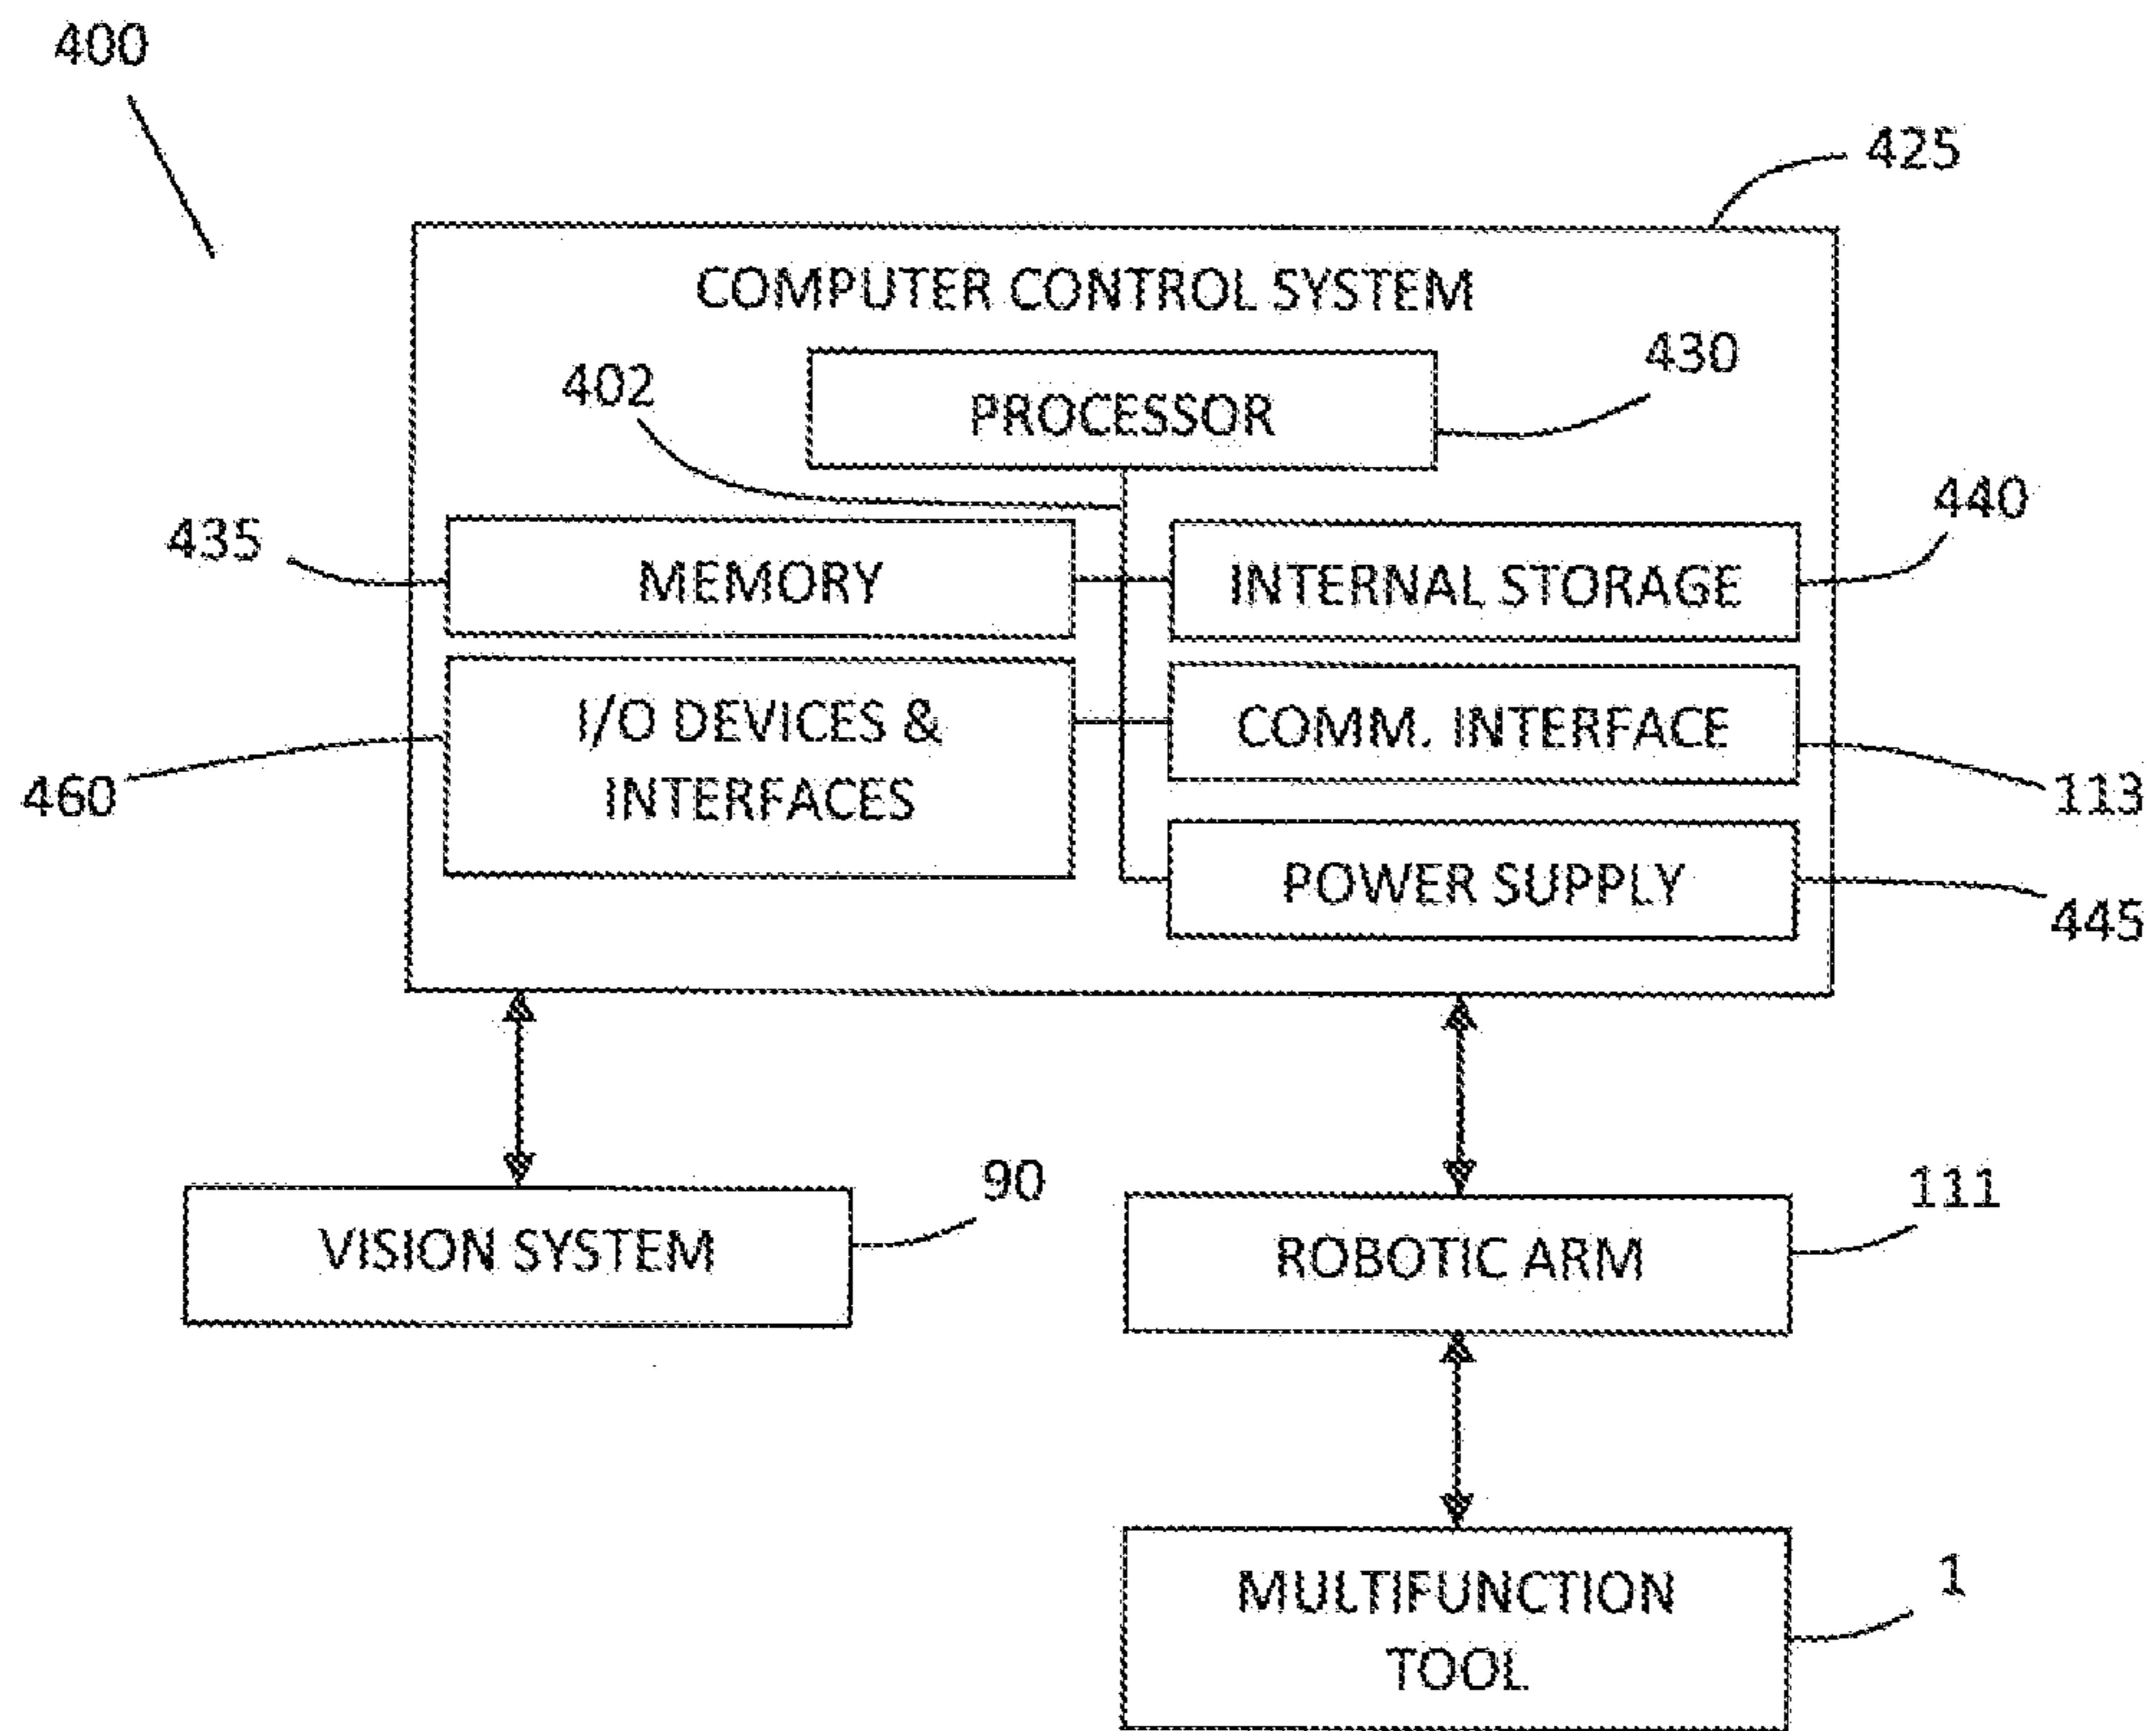 400
425
COMPUTER CONTROL SYSTEM
430
402
PROCESSOR
440
435
MEMORY
INTERNAL STORAGE
I/O DEVICES &
INTERFACES
COMM. INTERFACE
460
113
POWER SUPPLY
445
90
111
VISION SYSTEM
ROBOTIC ARM
1
MULTIFUNCTION
TOOL